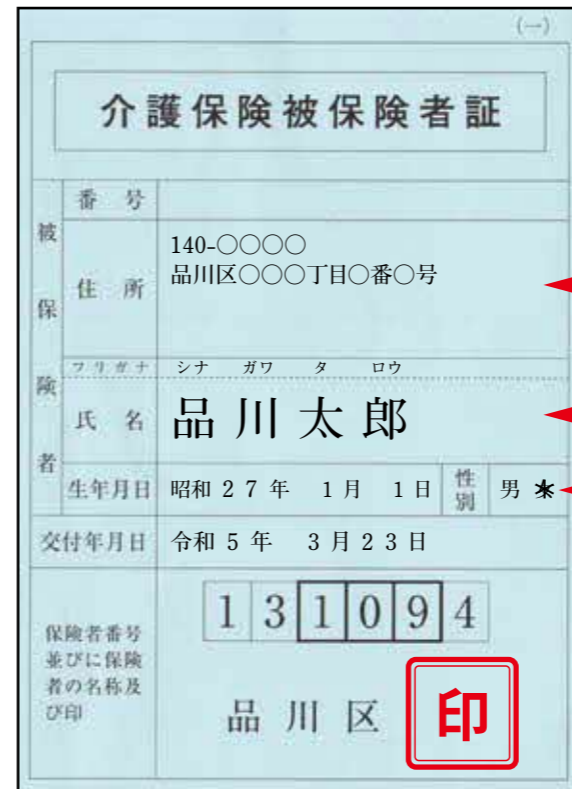 (一)
介護保険被保険者証
被保険者
番号
住所
140-○○○○
品川区○○○丁目○番○号
フリガナ
シナ ガワ タ ロウ
氏名
品川太郎
生年月日
昭和27年 1月 1日
性別
男
交付年月日
令和5年 3月23日
保険者番号
並びに保険
者の名称及
び印
131094
品川区
印